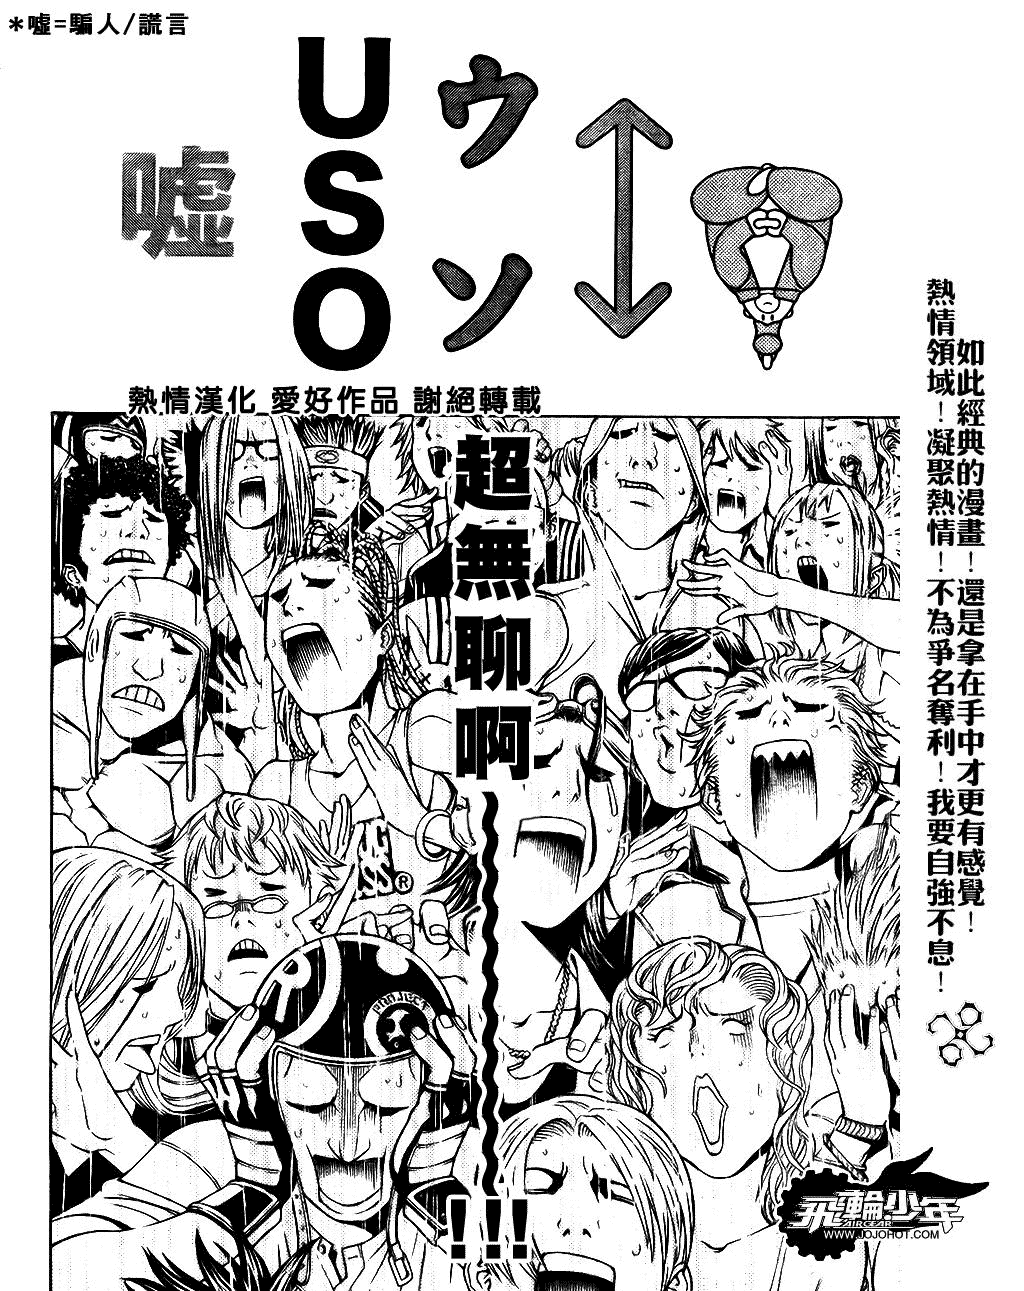 *嘘=騙人/謊言
USO
ウソ
嘘
熱情漢化 愛好作品 謝絕轉載
超無聊啊
!!!
如此經典的漫畫！還是拿在手中才更有感覺！
熱情領域！凝聚熱情！不為爭名奪利！我要自強不息！
飛輪少年
AIRGEAR
WWW.JOJOHOT.COM